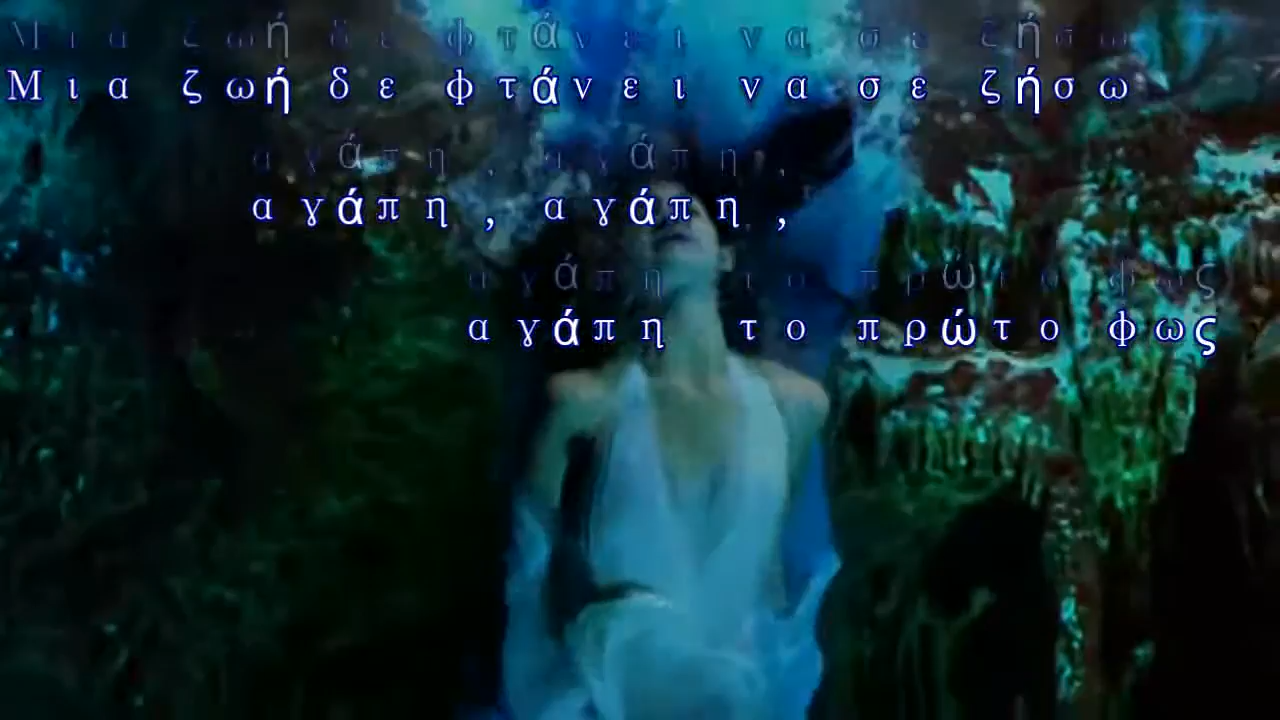 Μια ζωή δε φτάνει να σε ζήσω
αγάπη, αγάπη,
αγάπη το πρώτο φως